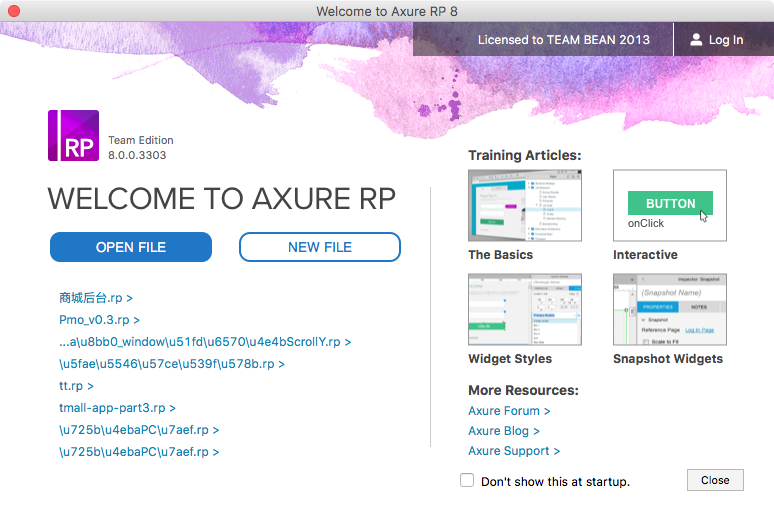 Welcome to Axure RP 8
Licensed to TEAM BEAN 2013
Log In
RP
Team Edition
8.0.0.3303
WELCOME TO AXURE RP
OPEN FILE
NEW FILE
商城后台.rp >
Pmo_v0.3.rp >
...a\u8bb0_window\u51fd\u6570\u4e4bScrollY.rp >
\u5fae\u5546\u57ce\u539f\u578b.rp >
tt.rp >
tmall-app-part3.rp >
\u725b\u4ebaPC\u7aef.rp >
\u725b\u4ebaPC\u7aef.rp >
Training Articles:
The Basics
BUTTON
onClick
Interactive
Widget Styles
Inspector: Snapshot
(Snapshot Name)
PROPERTIES
NOTES
Snapshot
Reference Page Log In Page
Scale to Fit
Snapshot Widgets
More Resources:
Axure Forum >
Axure Blog >
Axure Support >
Don't show this at startup.
Close